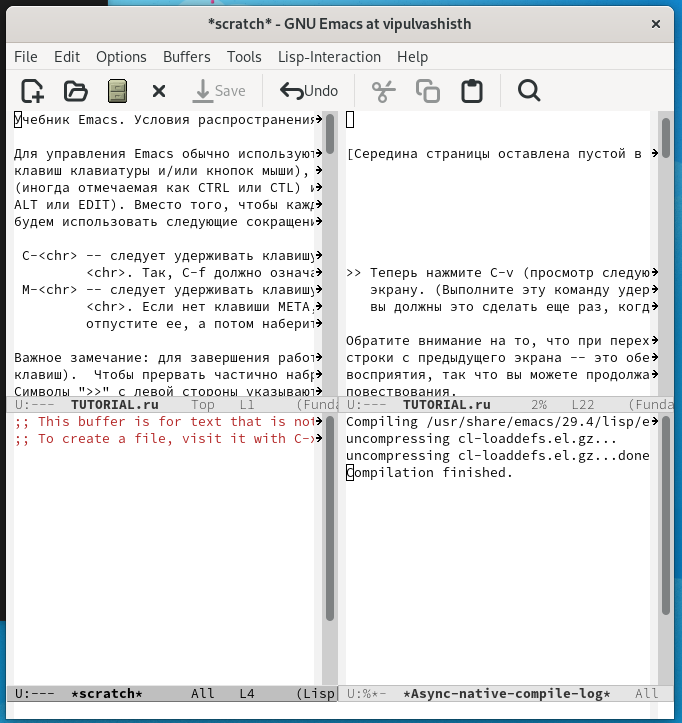 *scratch* - GNU Emacs at vipulvashisth
File Edit Options Buffers Tools Lisp-Interaction Help
Save Undo
Учебник Emacs. Условия распространения
Для управления Emacs обычно используют
клавиш клавиатуры и/или кнопок мыши),
(иногда отмечаемая как CTRL или CTL)
ALT или EDIT). Вместо того, чтобы кажд
будем использовать следующие сокращен
C-<chr> -- следует удерживать клавишу
<chr>. Так, C-f должно означа
M-<chr> -- следует удерживать клавишу
<chr>. Если нет клавиши META,
отпустите ее, а потом наберит
Важное замечание: для завершения работ
клавиш). Чтобы прервать частично набр
Символы ">>" с левой стороны указывают
U:--- TUTORIAL.ru Top L1 (Funda
[Середина страницы оставлена пустой в
>> Теперь нажмите C-v (просмотр следую
экрану. (Выполните эту команду удер
вы должны это сделать еще раз, когд
Обратите внимание на то, что при перех
строки с предыдущего экрана -- это обе
восприятия, так что вы можете продолжа
повествования.
U:--- TUTORIAL.ru 2% L22 (Funda
;; This buffer is for text that is not
;; To create a file, visit it with C-x
U:--- *scratch* All L4 (Lisp
Compiling /usr/share/emacs/29.4/lisp/e
uncompressing cl-loaddefs.el.gz...
uncompressing cl-loaddefs.el.gz...done
Compilation finished.
U:%*- *Async-native-compile-log* All